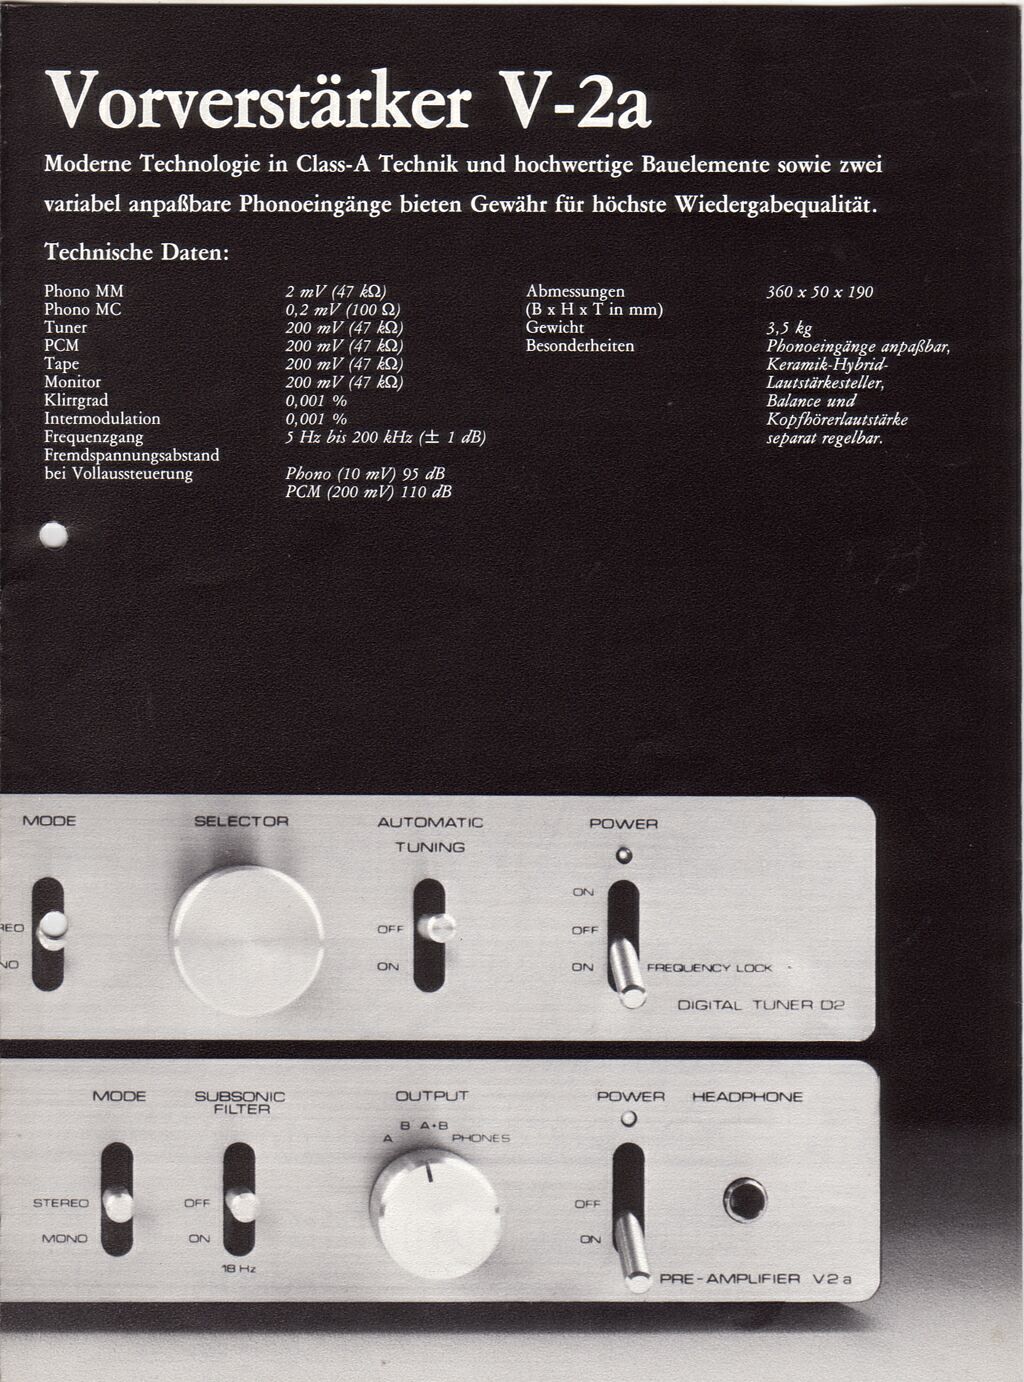 Vorverstärker V-2a
Moderne Technologie in Class-A Technik und hochwertige Bauelemente sowie zwei
variabel anpaßbare Phonoeingänge bieten Gewähr für höchste Wiedergabequalität.
Technische Daten:
Phono MM 2 mV (47 kΩ)
Phono MC 0,2 mV (100 Ω)
Tuner 200 mV (47 kΩ)
PCM 200 mV (47 kΩ)
Tape 200 mV (47 kΩ)
Monitor 200 mV (47 kΩ)
Klirrgrad 0,001 %
Intermodulation 0,001 %
Frequenzgang 5 Hz bis 200 kHz (± 1 dB)
Fremdspannungsabstand
bei Vollaussteuerung Phono (10 mV) 95 dB
PCM (200 mV) 110 dB
Abmessungen 360 x 50 x 190
(B x H x T in mm)
Gewicht 3,5 kg
Besonderheiten Phonoeingänge anpaßbar,
Keramik-Hybrid-
Lautstärkesteller,
Balance und
Kopfhörerlautstärke
separat regelbar.
MODE SELECTOR AUTOMATIC POWER
TUNING
ON
REO OFF OFF
NO ON ON FREQUENCY LOCK
DIGITAL TUNER D2
MODE SUBSONIC OUTPUT POWER HEADPHONE
FILTER
B A+B
A PHONES
STEREO OFF OFF
MONO ON ON
18 Hz
PRE-AMPLIFIER V2a